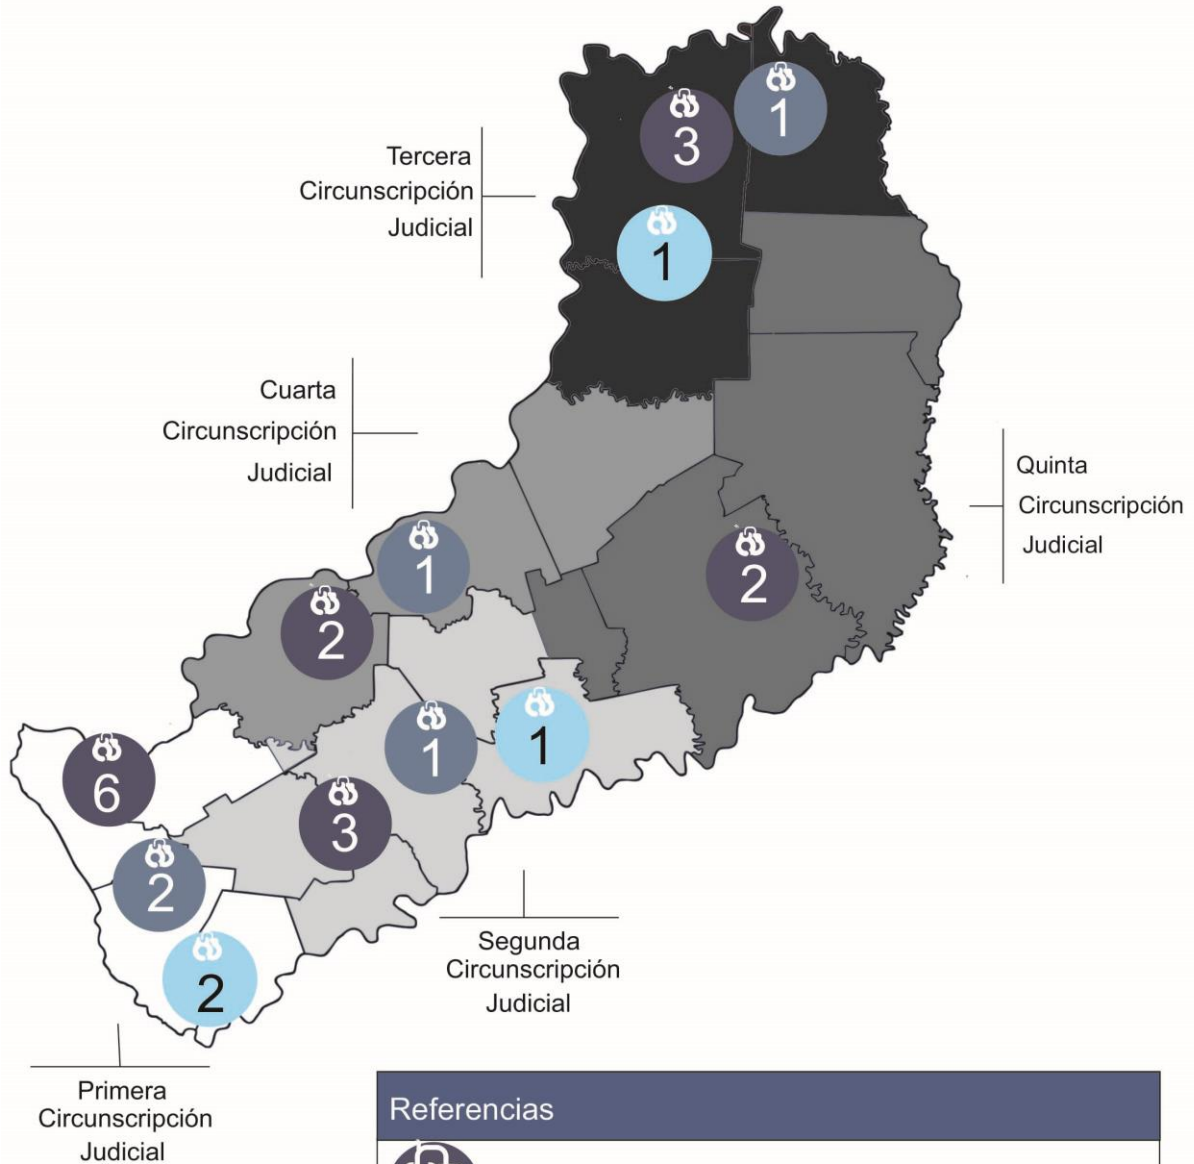 3
1
1
Tercera
Circunscripción
Judicial
Cuarta
Circunscripción
Judicial
Quinta
Circunscripción
Judicial
1
2
2
1
1
6
3
2
2
Segunda
Circunscripción
Judicial
Primera
Circunscripción
Judicial
Referencias